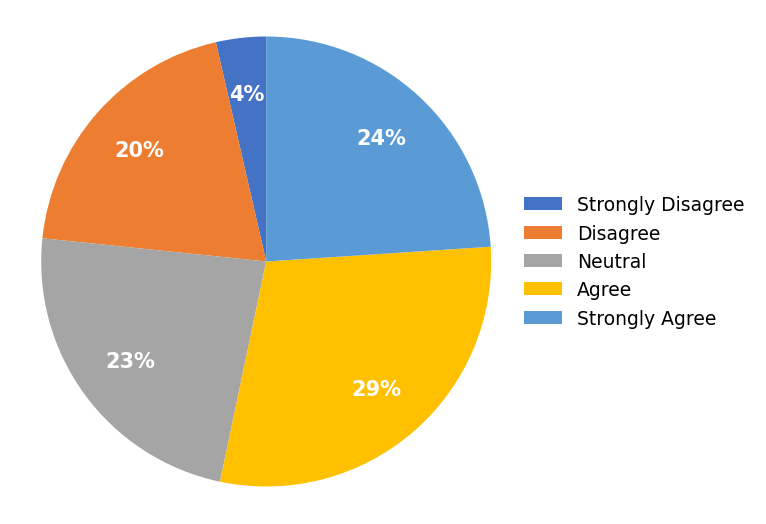 4%
24%
20%
23%
29%
Strongly Disagree
Disagree
Neutral
Agree
Strongly Agree